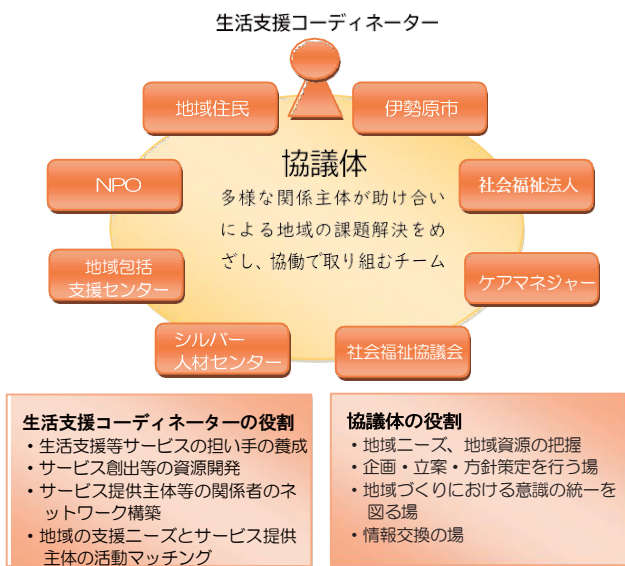 生活支援コーディネーター
地域住民
伊勢原市
NPO
社会福祉法人
地域包括
支援センター
ケアマネジャー
シルバー
人材センター
社会福祉協議会
協議体
多様な関係主体が助け合い
による地域の課題解決をめ
ざし、協働で取り組むチーム
生活支援コーディネーターの役割
・生活支援等サービスの担い手の養成
・サービス創出等の資源開発
・サービス提供主体等の関係者のネ
ットワーク構築
・地域の支援ニーズとサービス提供
主体の活動マッチング
協議体の役割
・地域ニーズ、地域資源の把握
・企画・立案・方針策定を行う場
・地域づくりにおける意識の統一を
図る場
・情報交換の場